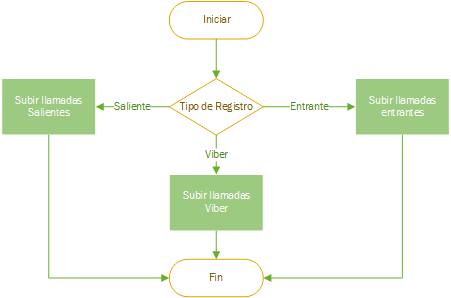 Iniciar
Subir llamadas
Salientes
Saliente
Tipo de Registro
Entrante
Subir llamadas
entrantes
Viber
Subir llamadas
Viber
Fin